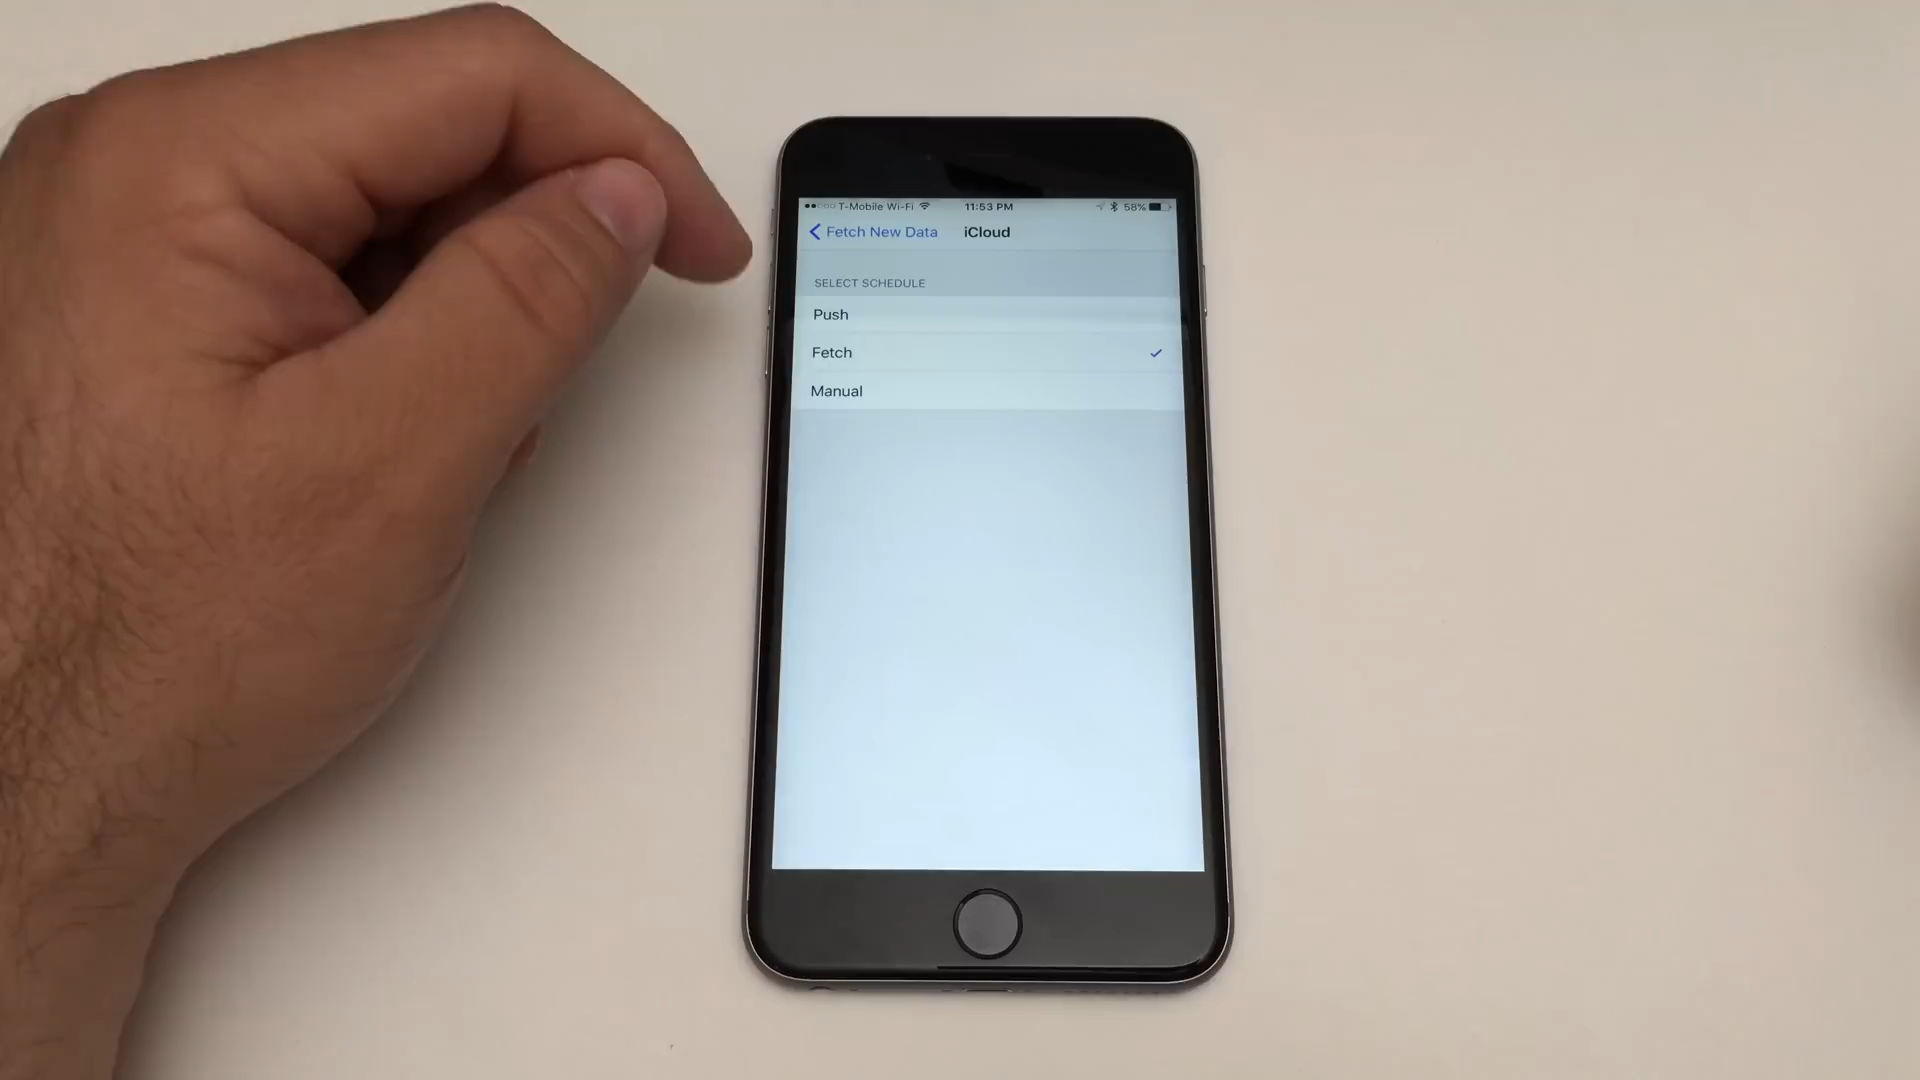 T-Mobile Wi-Fi 11:53 PM 58%
Fetch New Data iCloud
SELECT SCHEDULE
Push
Fetch
Manual